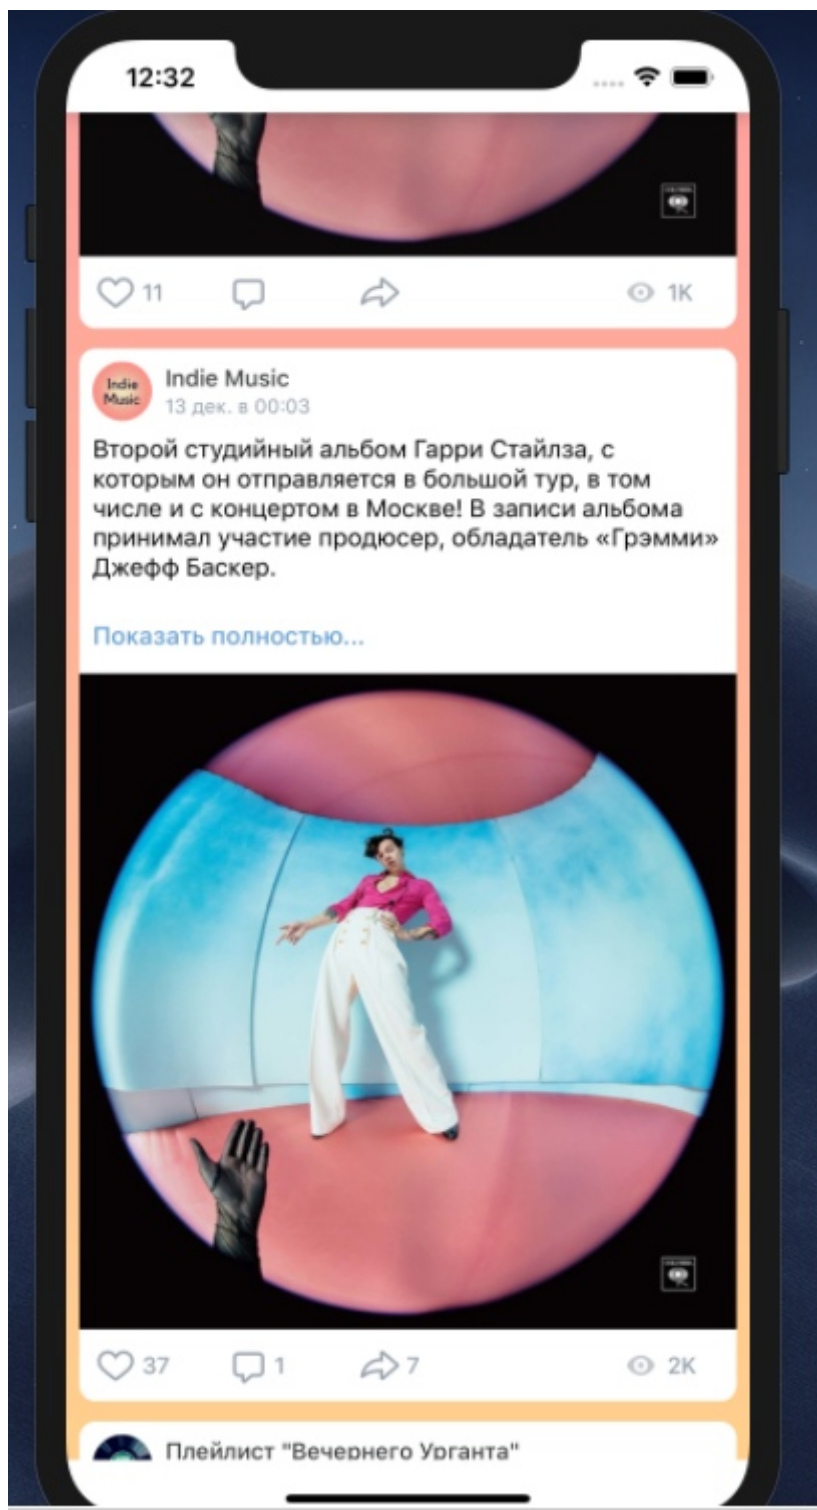 12:32
11
1K
Indie Music
Indie Music
13 дек. в 00:03
Второй студийный альбом Гарри Стайлза, с
которым он отправляется в большой тур, в том
числе и с концертом в Москве! В записи альбома
принимал участие продюсер, обладатель «Грэмми»
Джефф Баскер.
Показать полностью...
37
1
7
2K
Плейлист "Вечернего Урганта"